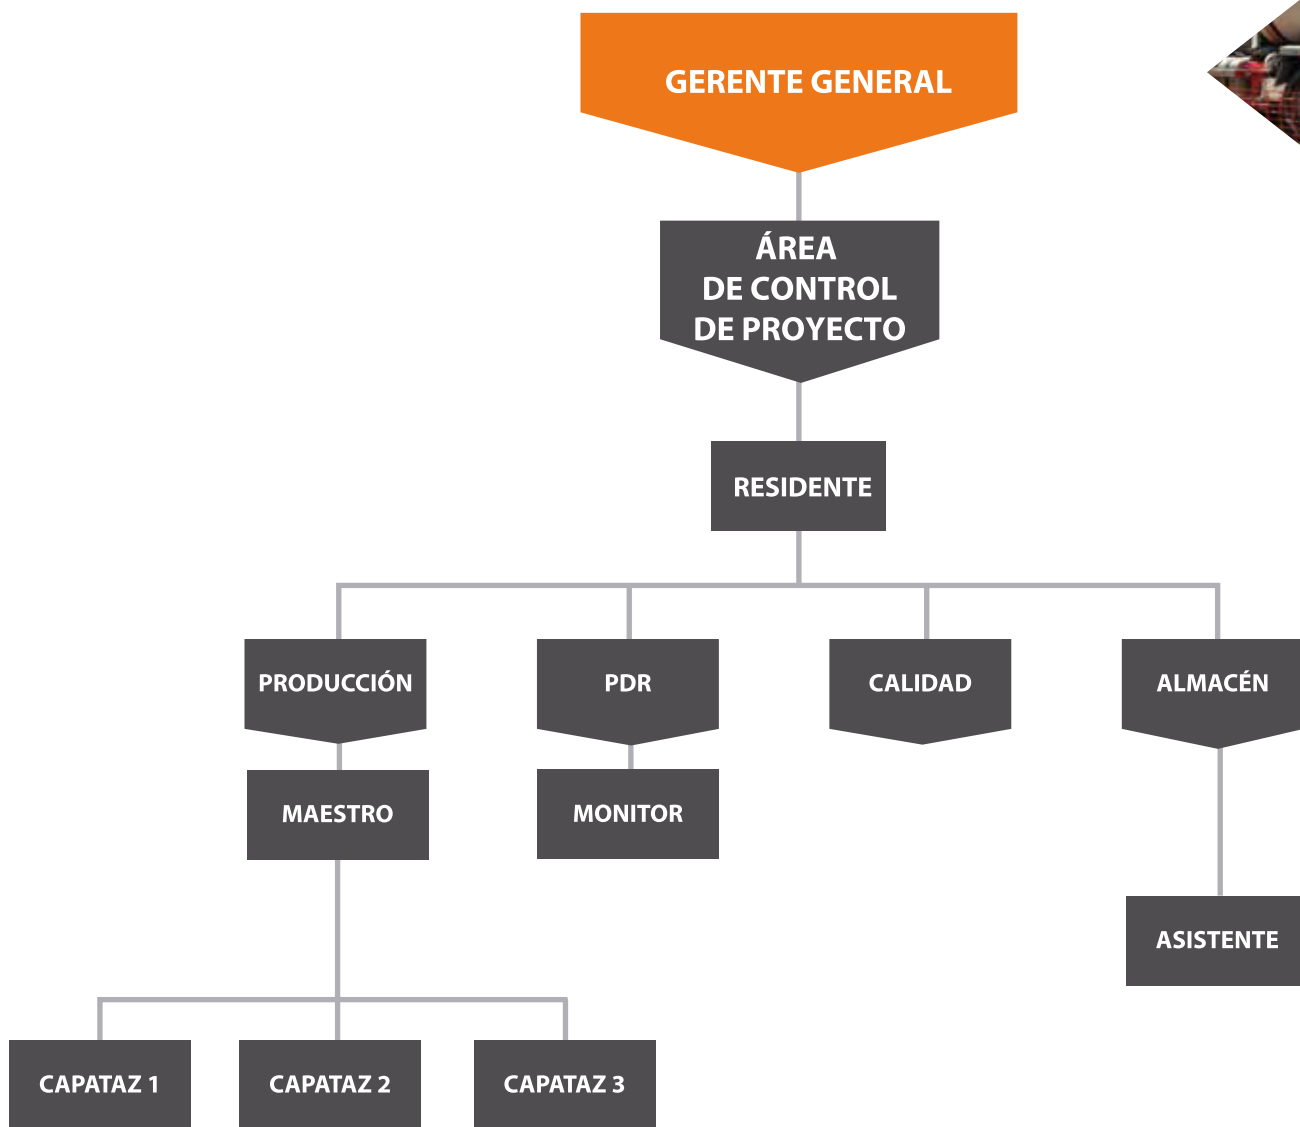 GERENTE GENERAL
ÁREA
DE CONTROL
DE PROYECTO
RESIDENTE
PRODUCCIÓN
PDR
CALIDAD
ALMACÉN
MAESTRO
MONITOR
ASISTENTE
CAPATAZ 1
CAPATAZ 2
CAPATAZ 3